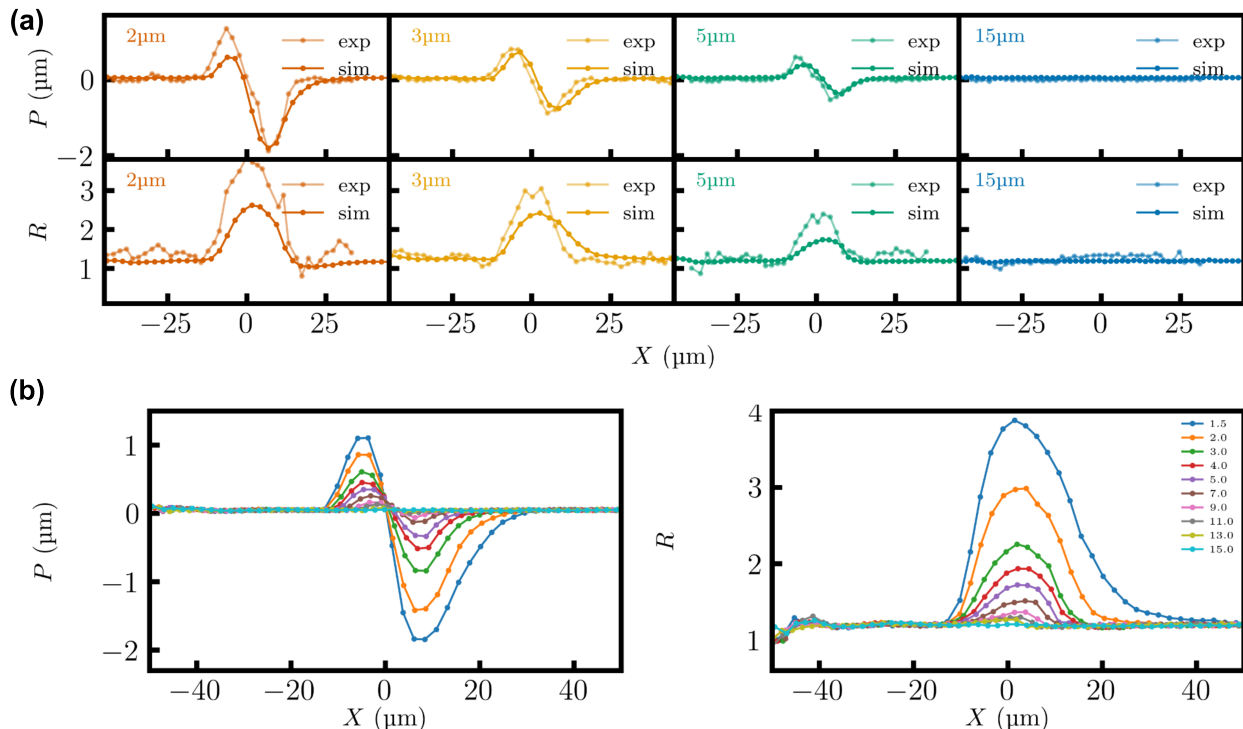 (a)
2µm exp sim
3µm exp sim
5µm exp sim
15µm exp sim
P (µm)
0
−2
2µm exp sim
3µm exp sim
5µm exp sim
15µm exp sim
R
3
2
1
−25 0 25 −25 0 25 −25 0 25 −25 0 25
X (µm)
(b)
P (µm)
1
0
−1
−2
−40 −20 0 20 40
X (µm)
R
4
3
2
1
1.5
2.0
3.0
4.0
5.0
7.0
9.0
11.0
13.0
15.0
−40 −20 0 20 40
X (µm)